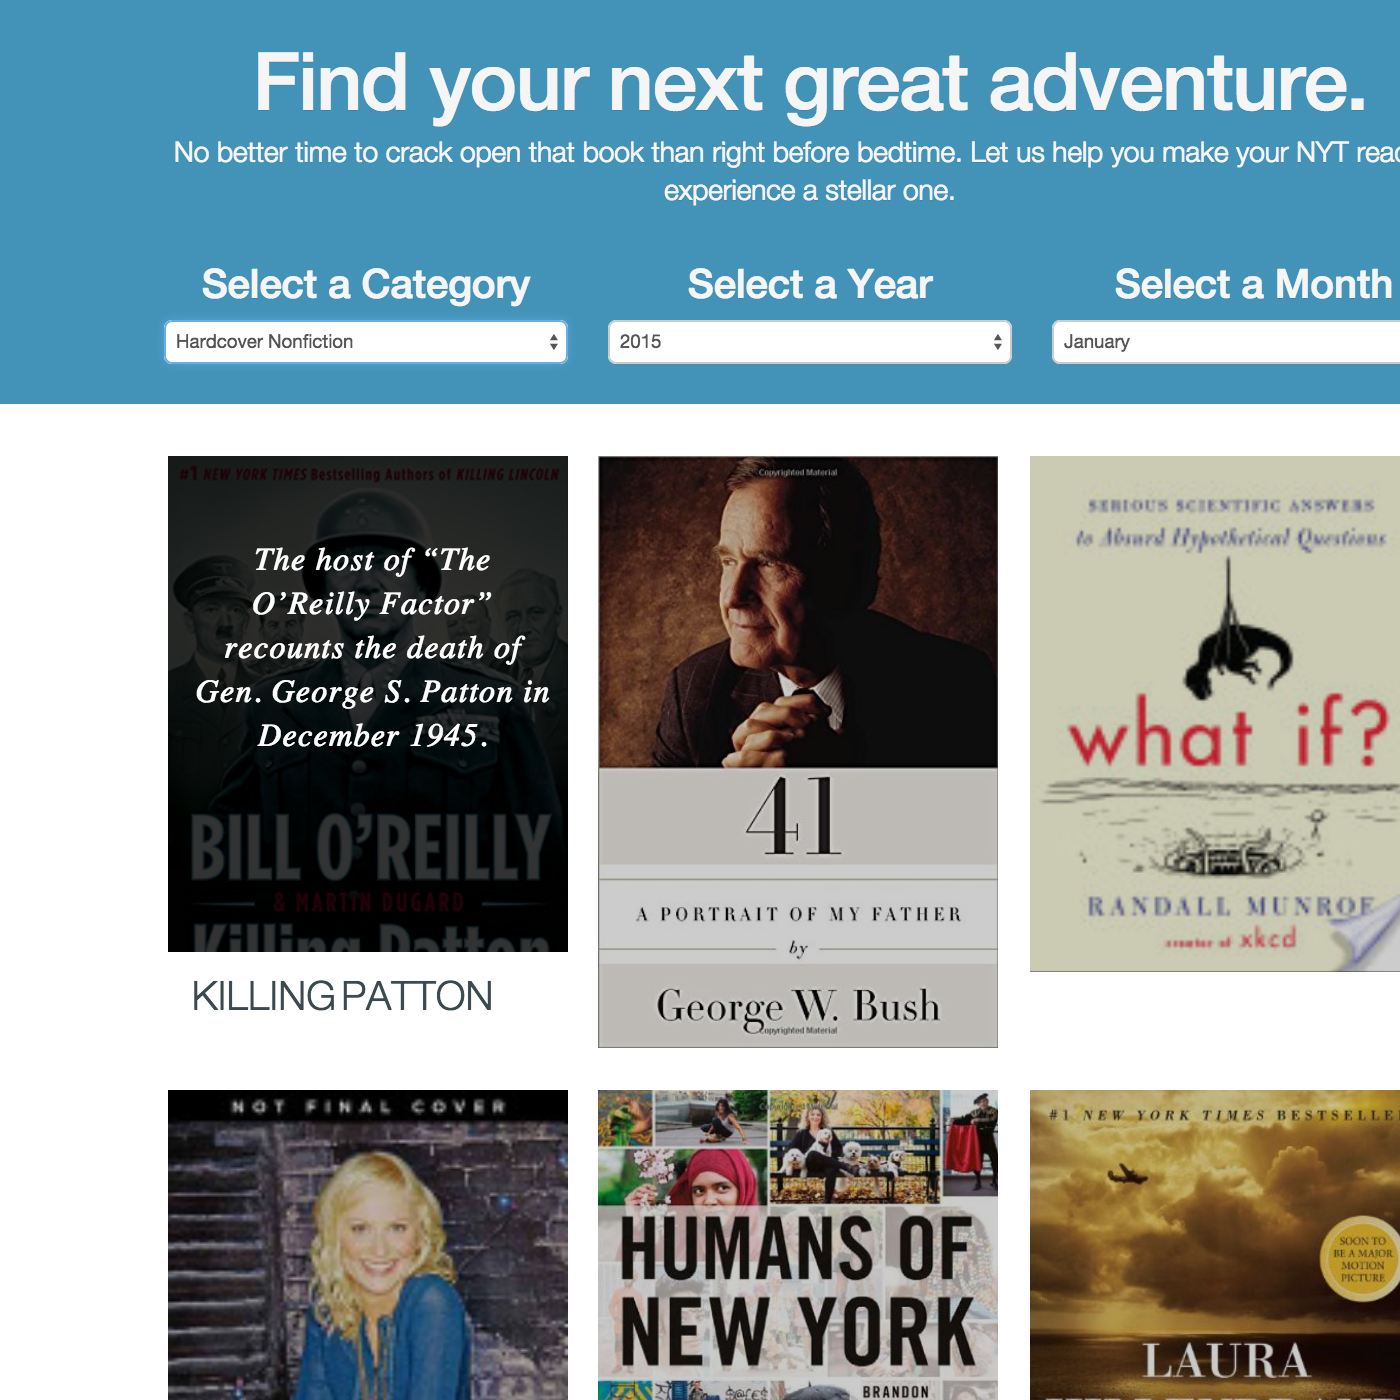 Find your next great adventure.
No better time to crack open that book than right before bedtime. Let us help you make your NYT
experience a stellar one.
Select a Category
Select a Year
Select a Month
Hardcover Nonfiction
2015
January
#1 NEW YORK TIMES Bestselling Authors of KILLING LINCOLN
The host of “The
O’Reilly Factor”
recounts the death of
Gen. George S. Patton in
December 1945.
BILL O’REILLY
& MARTIN DUGARD
Killing Patton
KILLING PATTON
Copyrighted Material
41
A PORTRAIT OF MY FATHER
by
George W. Bush
Copyrighted Material
SERIOUS SCIENTIFIC ANSWERS
to Absurd Hypothetical Questions
what if?
RANDALL MUNROE
creator of xkcd
NOT FINAL COVER
HUMANS OF
NEW YORK
BRANDON
#1 NEW YORK TIMES
SOON TO
BE A MAJOR
MOTION
PICTURE
LAURA